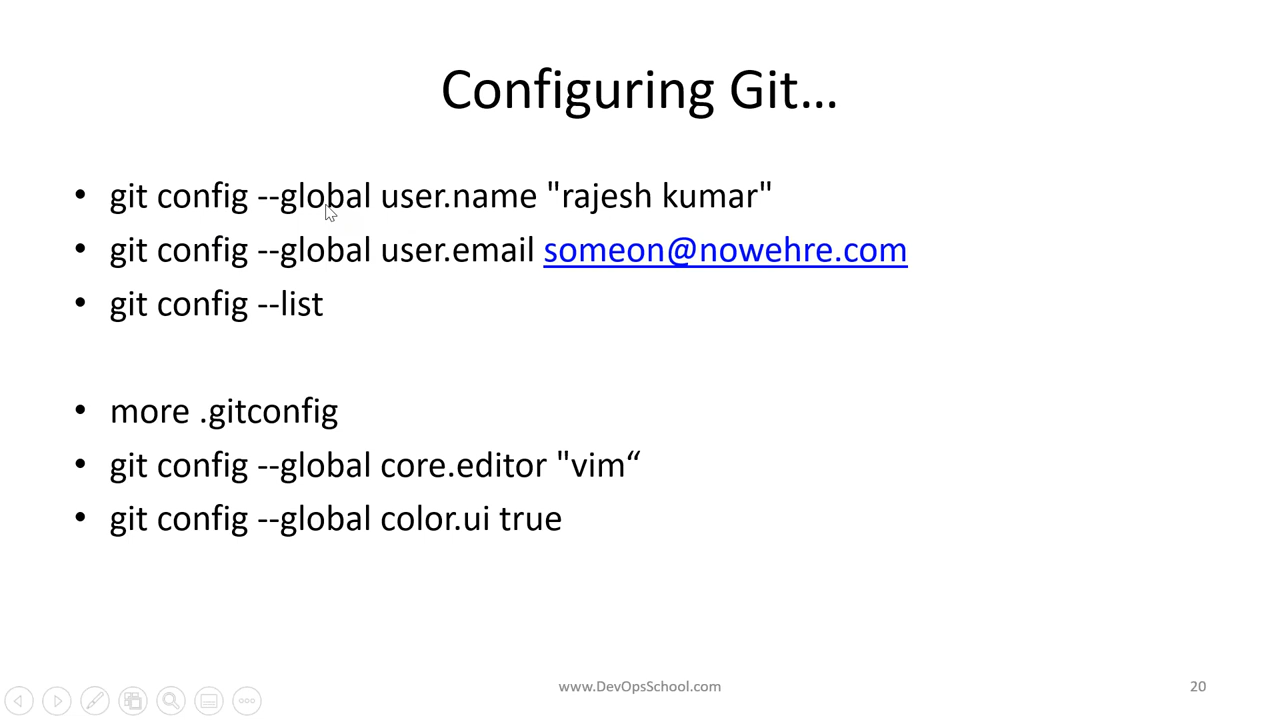 Configuring Git…
• git config --global user.name "rajesh kumar"
• git config --global user.email someon@nowehre.com
• git config --list
• more .gitconfig
• git config --global core.editor "vim“
• git config --global color.ui true
www.DevOpsSchool.com
20